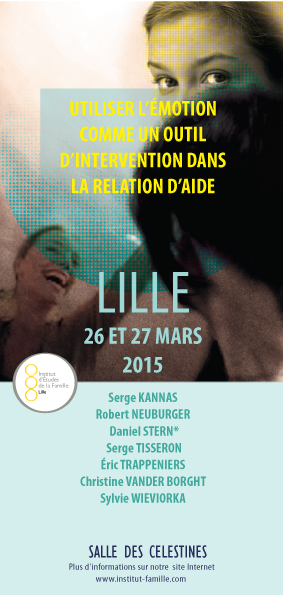 UTILISER L'ÉMOTION
COMME UN OUTIL
D'INTERVENTION DANS
LA RELATION D'AIDE
LILLE
26 ET 27 MARS
2015
Institut
d'Études
de la Famille
Lille
Serge KANNAS
Robert NEUBURGER
Daniel STERN*
Serge TISSERON
Éric TRAPPENIERS
Christine VANDER BORGHT
Sylvie WIEVIORKA
SALLE DES CELESTINES
Plus d'informations sur notre site Internet
www.institut-famille.com